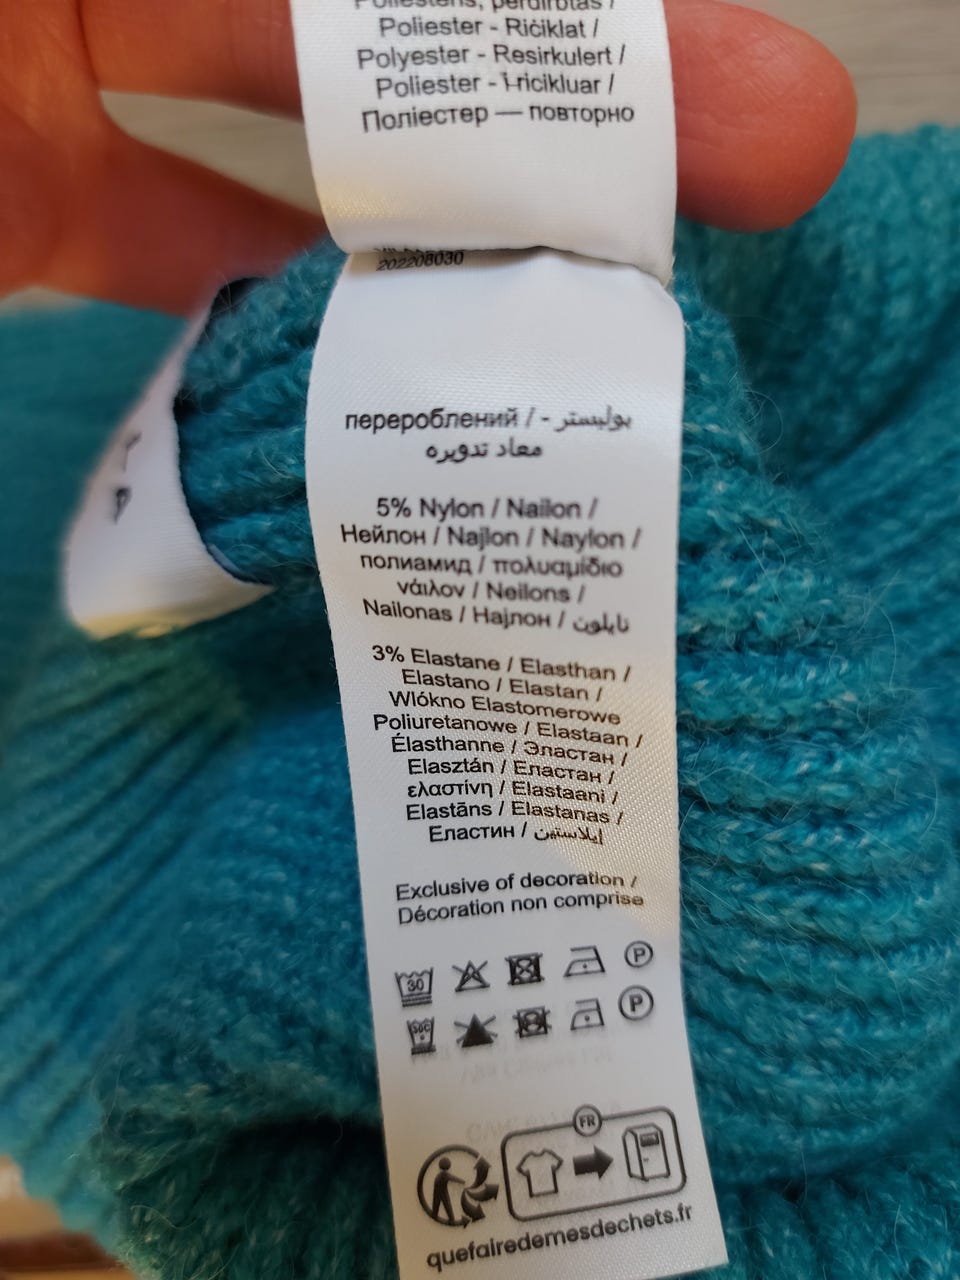 Poliester - Riċiklat /
Polyester - Resirkulert /
Poliester - i ricikluar /
Поліестер — повторно
202208030
перероблений / بوليستر -
معاد تدويره
5% Nylon / Nailon /
Нейлон / Najlon / Naylon /
полиамид / πολυαμίδιο
νάιλον / Neilons /
Nailonas / Најлон / نايلون
3% Elastane / Elasthan /
Elastano / Elastan /
Wlókno Elastomerowe
Poliuretanowe / Elastaan /
Élasthanne / Эластан /
Elasztán / Еластан /
ελαστίνη / Elastaani /
Elastāns / Elastanas /
Еластин / إيلاستين
Exclusive of decoration /
Décoration non comprise
30 P
P
FR
quefairedemesdechets.fr